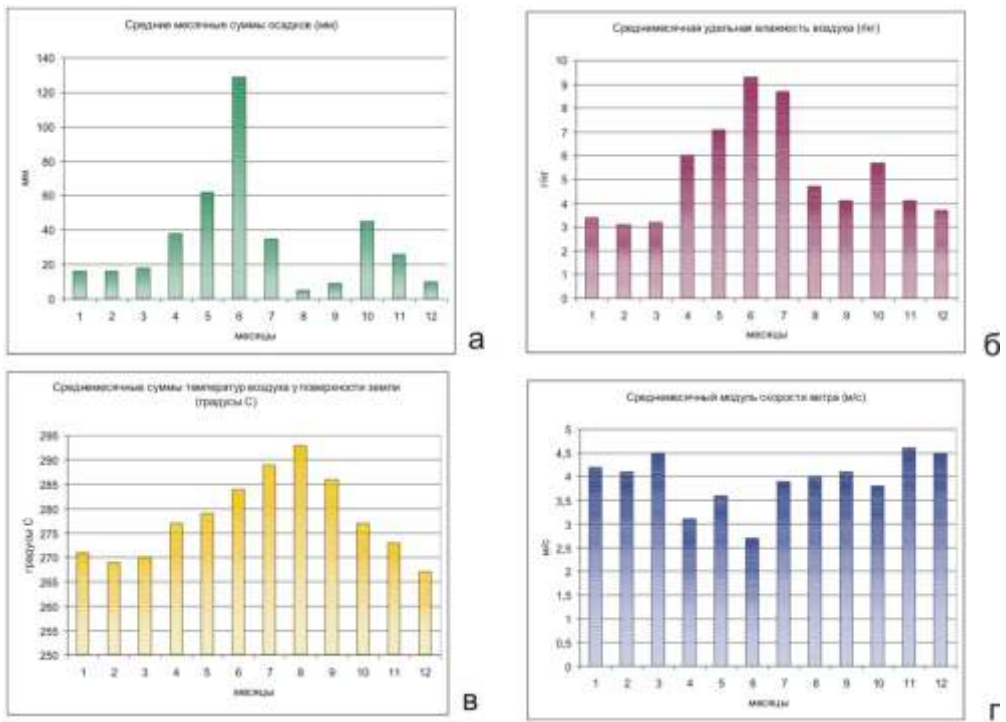 Средние месячные суммы осадков (мм)
140
120
100
80
60
40
20
0
мм
1 2 3 4 5 6 7 8 9 10 11 12
месяцы
а
Среднемесячная удельная влажность воздуха (г/кг)
10
9
8
7
6
5
4
3
2
1
0
г/кг
1 2 3 4 5 6 7 8 9 10 11 12
месяцы
б
Среднемесячные суммы температур воздуха у поверхности земли
(градусы С)
295
290
285
280
275
270
265
260
255
250
градусы С
1 2 3 4 5 6 7 8 9 10 11 12
месяцы
в
Среднемесячный модуль скорости ветра (м/с)
5
4,5
4
3,5
3
2,5
2
1,5
1
0,5
0
м/с
1 2 3 4 5 6 7 8 9 10 11 12
месяцы
г